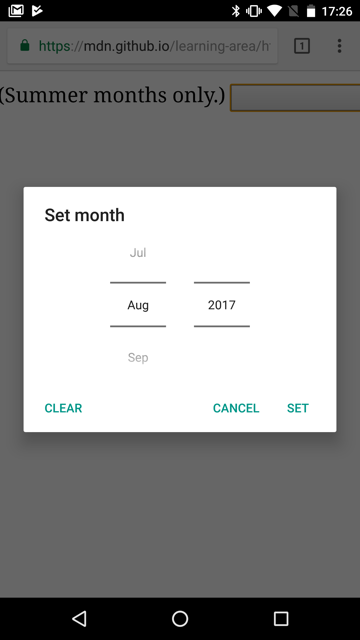 17:26
https://mdn.github.io/learning-area/h
1
(Summer months only.)
Set month
Jul
Aug 2017
Sep
CLEAR CANCEL SET